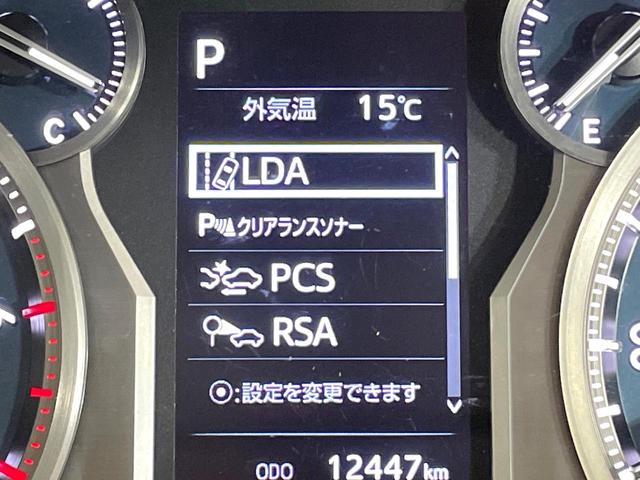 P
外気温 15℃
C
E
LDA
P クリアランスソナー
PCS
RSA
◉:設定を変更できます
ODO 12447km